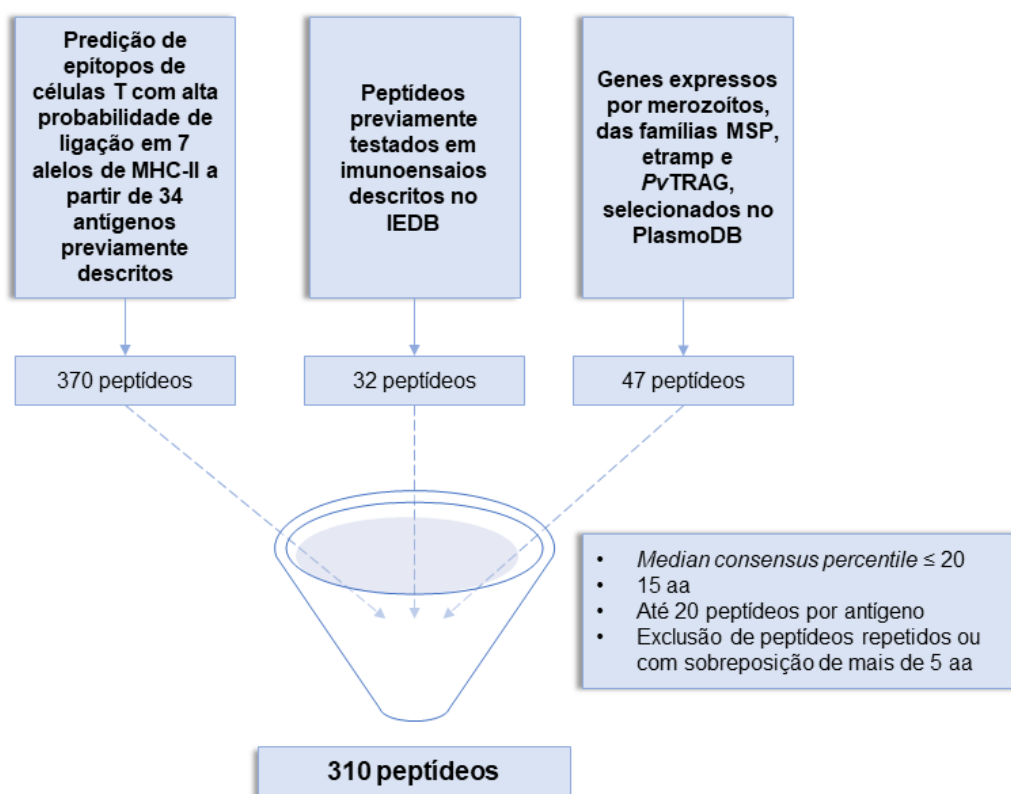 Predição de
epítopos de
células T com alta
probabilidade de
ligação em 7
alelos de MHC-II a
partir de 34
antígenos
previamente
descritos
Peptídeos
previamente
testados em
imunoensaios
descritos no
IEDB
Genes expressos
por merozoítos,
das famílias MSP,
etramp e
PvTRAG,
selecionados no
PlasmoDB
370 peptídeos
32 peptídeos
47 peptídeos
• Median consensus percentile ≤ 20
• 15 aa
• Até 20 peptídeos por antígeno
• Exclusão de peptídeos repetidos ou
com sobreposição de mais de 5 aa
310 peptídeos